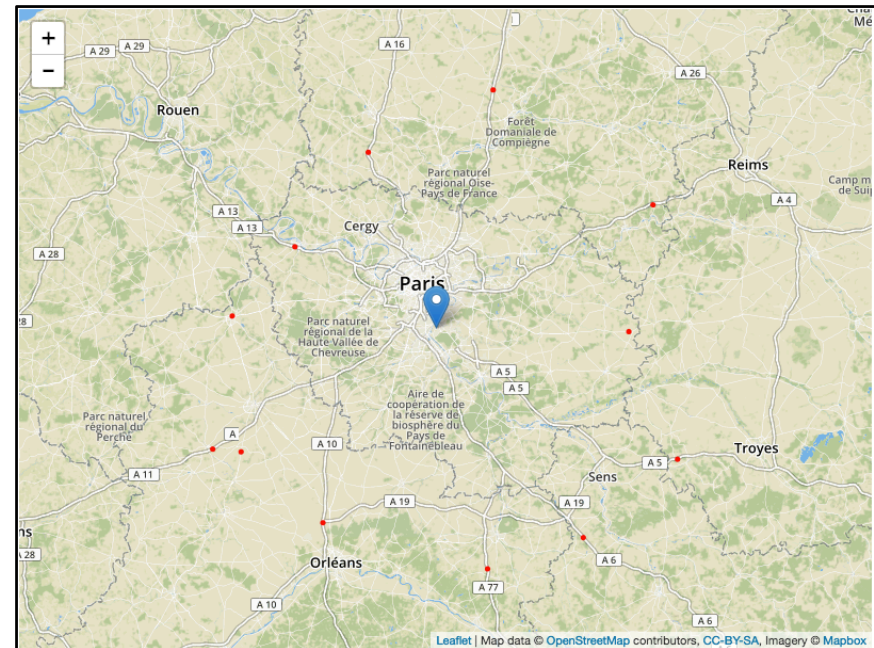 +
−
A 29
A 29
A 16
A 26
Rouen
Forêt
Domaniale de
Compiègne
Reims
Parc naturel
régional Oise-
Pays de France
Camp m
de Sui
A 4
A 13
A 13
Cergy
A 28
Paris
Parc naturel
régional de la
Haute Vallée de
Chevreuse
A 5
A 5
Aire de
coopération de
la réserve de
biosphère du
Pays de
Fontainebleau
Parc naturel
régional du
Perche
A
A 10
A 11
Troyes
A 5
Sens
A 19
A 19
28
Orléans
A 6
A 77
A 10
A 6
Leaflet | Map data © OpenStreetMap contributors, CC-BY-SA, Imagery © Mapbox